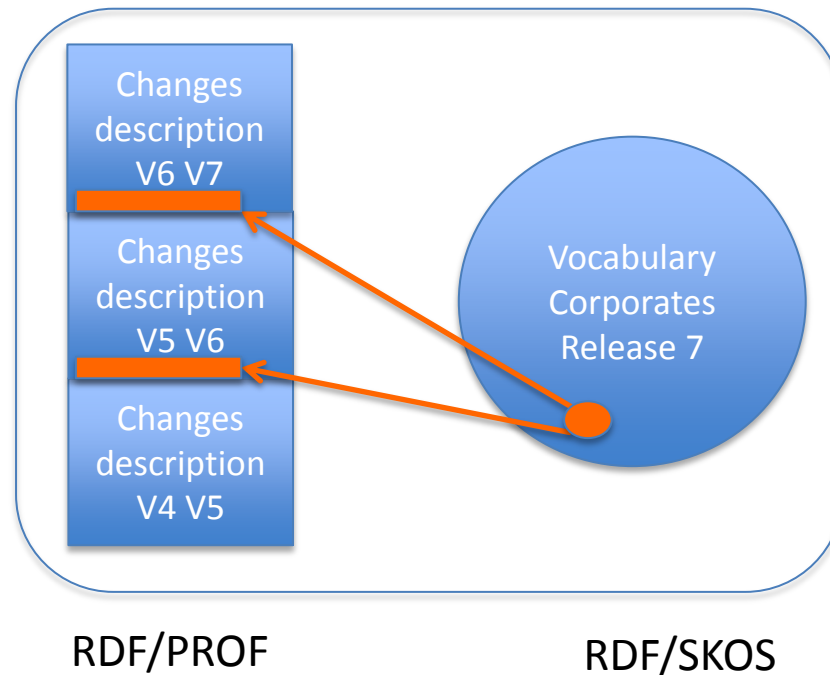 Changes
description
V6 V7
Changes
description
V5 V6
Changes
description
V4 V5
Vocabulary
Corporates
Release 7
RDF/PROF
RDF/SKOS